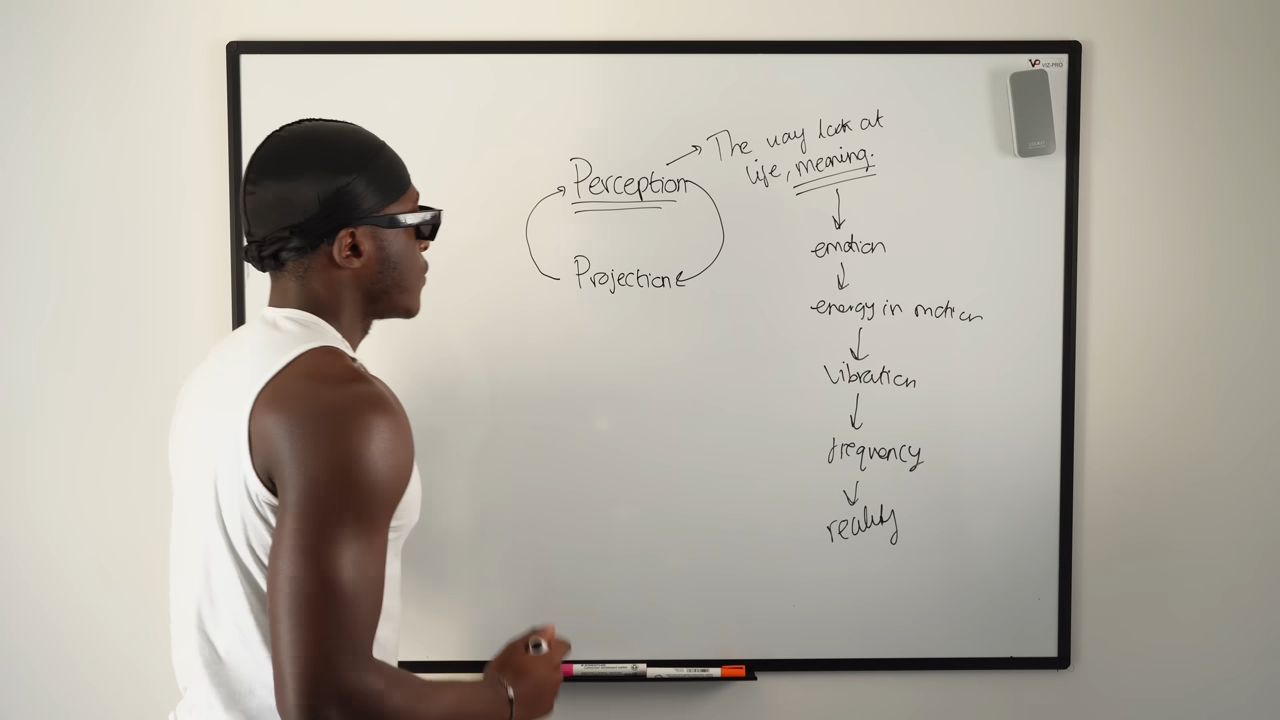 The way look at
life, meaning.
Perception
Projection
emotion
energy in motion
vibration
frequency
reality
VIZ-PRO